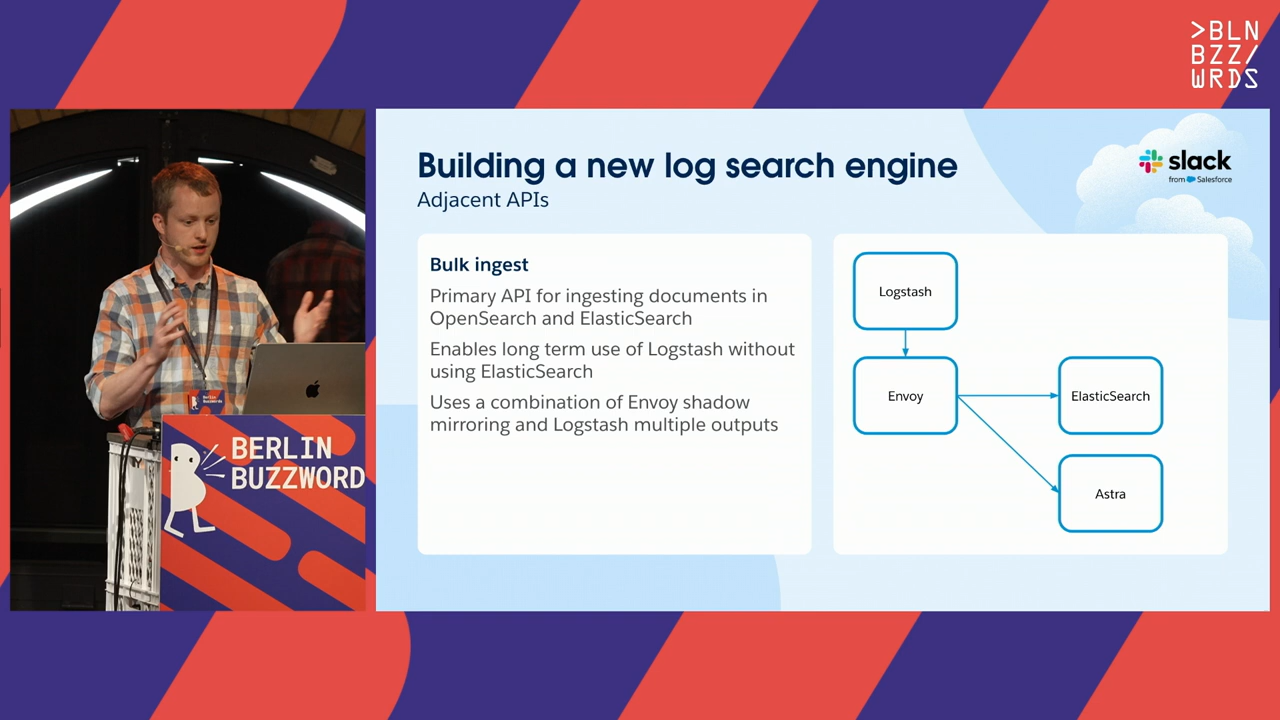 >BLN
BZZ/
WRDS
Building a new log search engine
Adjacent APIs
slack
from Salesforce
Bulk ingest
Primary API for ingesting documents in
OpenSearch and ElasticSearch
Enables long term use of Logstash without
using ElasticSearch
Uses a combination of Envoy shadow
mirroring and Logstash multiple outputs
Logstash
Envoy
ElasticSearch
Astra
BERLIN
BUZZWORD
Berlin
Buzzwords